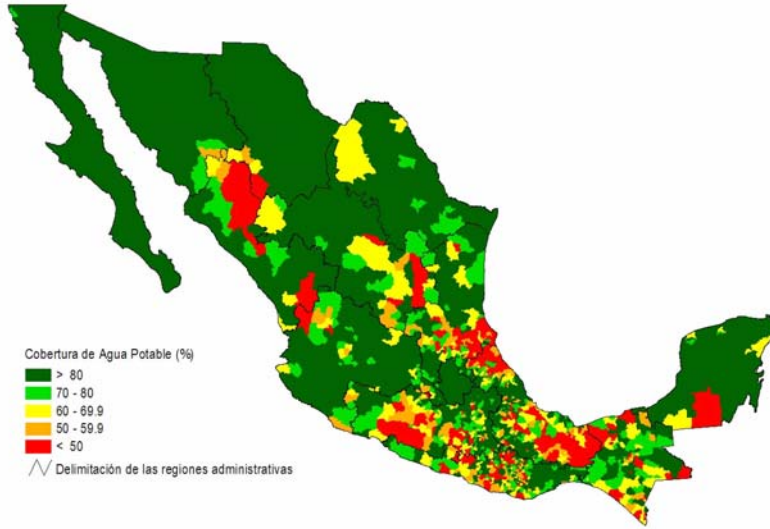 Cobertura de Agua Potable (%)
> 80
70 - 80
60 - 69.9
50 - 59.9
< 50
Delimitación de las regiones administrativas